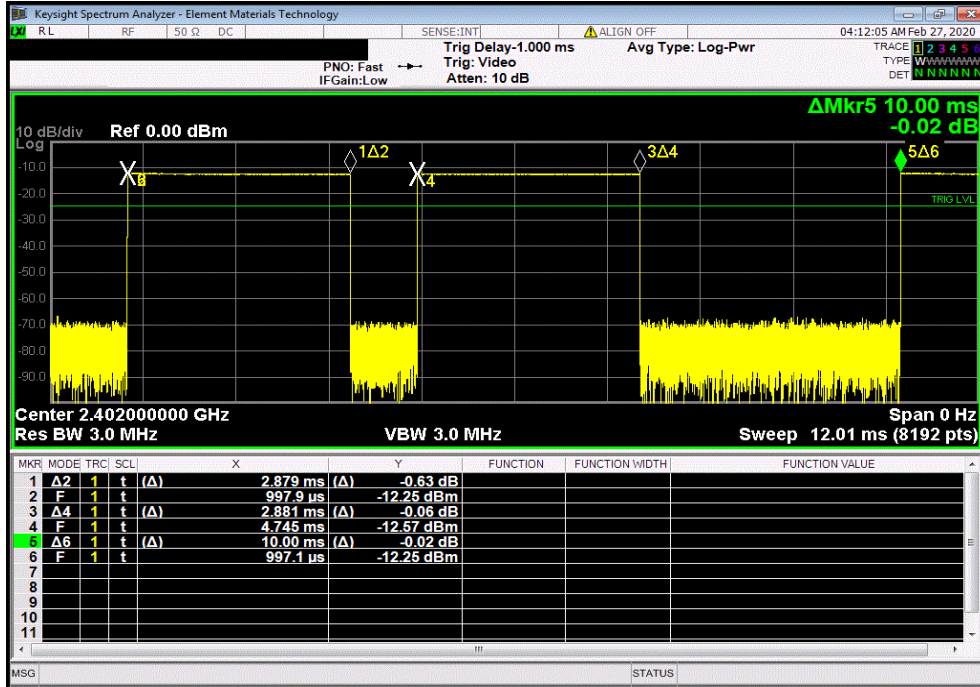 Keysight Spectrum Analyzer - Element Materials Technology
LXI RL RF 50 Ω DC SENSE:INT ALIGN OFF 04:12:05 AM Feb 27, 2020
Trig Delay-1.000 ms Avg Type: Log-Pwr TRACE 1 2 3 4 5 6
PNO: Fast Trig: Video TYPE WWWWWW
IFGain:Low Atten: 10 dB DET N N N N N N
ΔMkr5 10.00 ms
10 dB/div Ref 0.00 dBm -0.02 dB
Log
1Δ2 3Δ4 5Δ6
-10.0
4
-20.0
TRIG LVL
-30.0
-40.0
-50.0
-60.0
-70.0
-80.0
-90.0
Center 2.402000000 GHz Span 0 Hz
Res BW 3.0 MHz VBW 3.0 MHz Sweep 12.01 ms (8192 pts)
MKR MODE TRC SCL X Y FUNCTION FUNCTION WIDTH FUNCTION VALUE
1 Δ2 1 t (Δ) 2.879 ms (Δ) -0.63 dB
2 F 1 t 997.9 µs -12.25 dBm
3 Δ4 1 t (Δ) 2.881 ms (Δ) -0.06 dB
4 F 1 t 4.745 ms -12.57 dBm
5 Δ6 1 t (Δ) 10.00 ms (Δ) -0.02 dB
6 F 1 t 997.1 µs -12.25 dBm
7
8
9
10
11
MSG STATUS